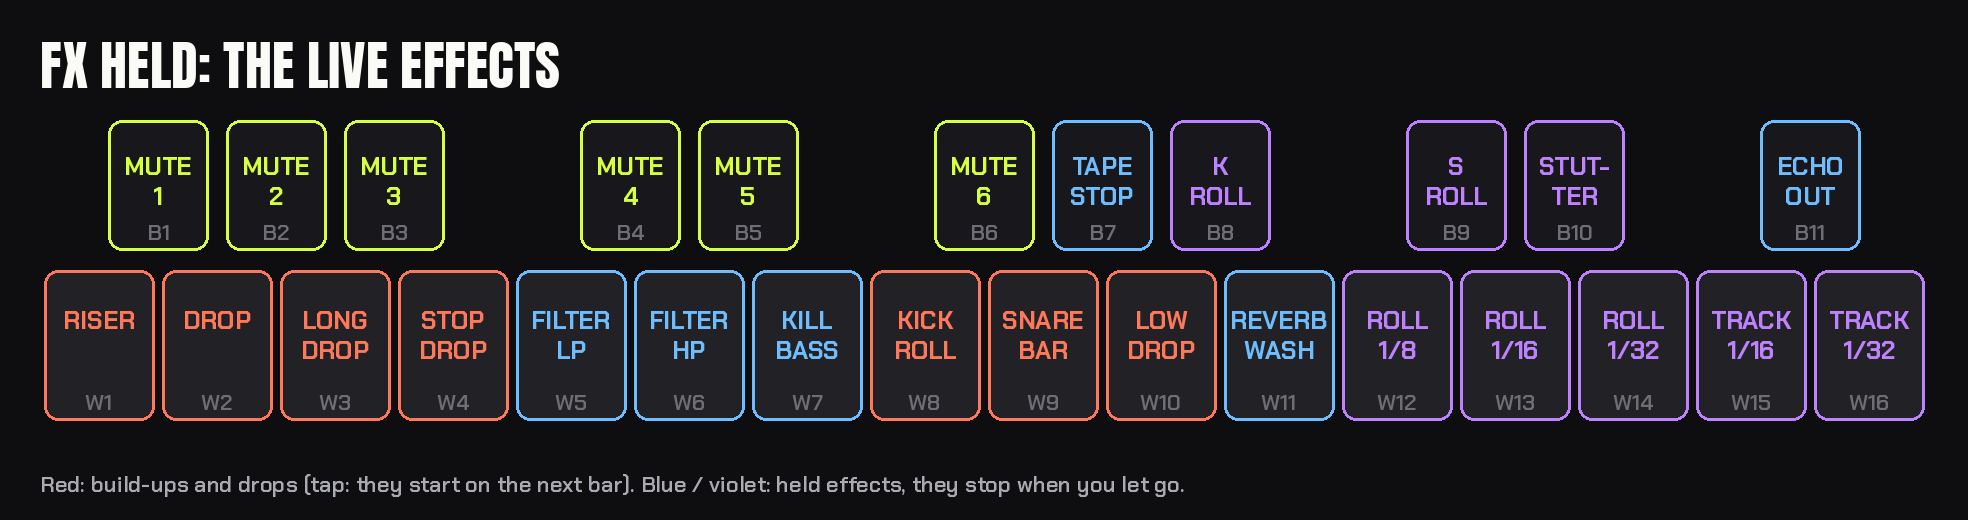 FX HELD: THE LIVE EFFECTS
MUTE
1
B1
MUTE
2
B2
MUTE
3
B3
MUTE
4
B4
MUTE
5
B5
MUTE
6
B6
TAPE
STOP
B7
K
ROLL
B8
S
ROLL
B9
STUT-
TER
B10
ECHO
OUT
B11
RISER
W1
DROP
W2
LONG
DROP
W3
STOP
DROP
W4
FILTER
LP
W5
FILTER
HP
W6
KILL
BASS
W7
KICK
ROLL
W8
SNARE
BAR
W9
LOW
DROP
W10
REVERB
WASH
W11
ROLL
1/8
W12
ROLL
1/16
W13
ROLL
1/32
W14
TRACK
1/16
W15
TRACK
1/32
W16
Red: build-ups and drops (tap: they start on the next bar). Blue / violet: held effects, they stop when you let go.